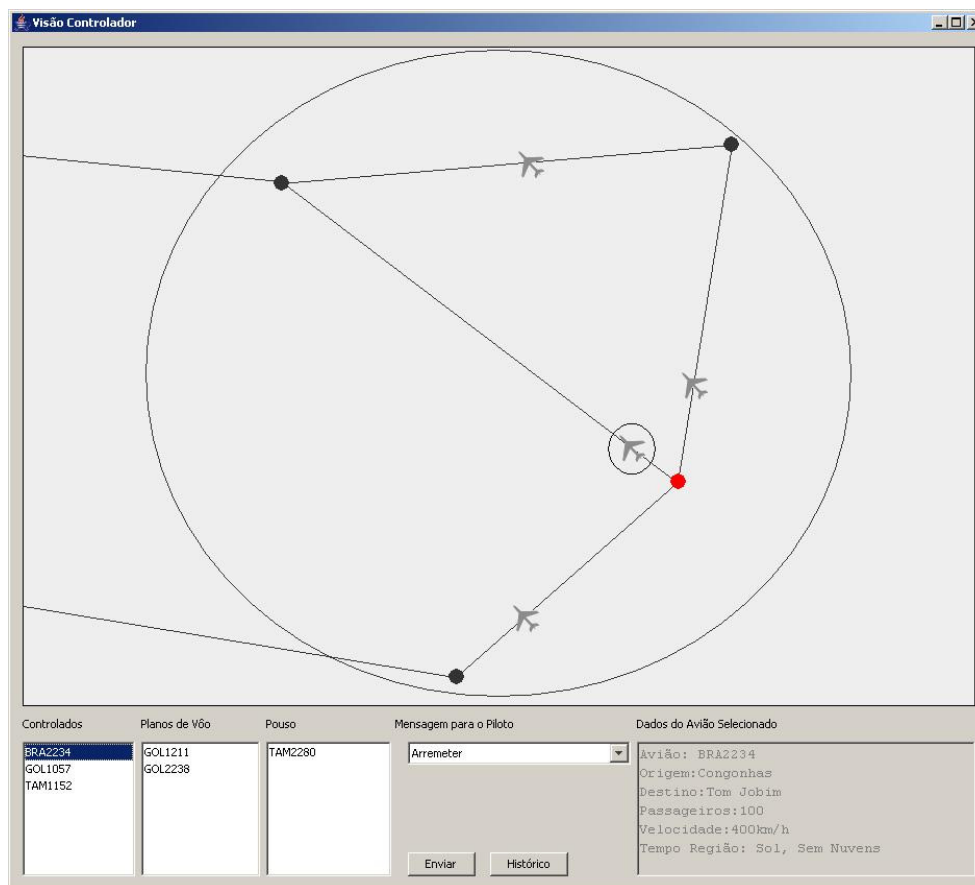 Visão Controlador
Controlados
Planos de Vôo
Pouso
Mensagem para o Piloto
Dados do Avião Selecionado
BRA2234
GOL1057
TAM1152
GOL1211
GOL2238
TAM2280
Arremeter
Enviar
Histórico
Avião: BRA2234
Origem:Congonhas
Destino:Tom Jobim
Passageiros:100
Velocidade:400km/h
Tempo Região: Sol, Sem Nuvens